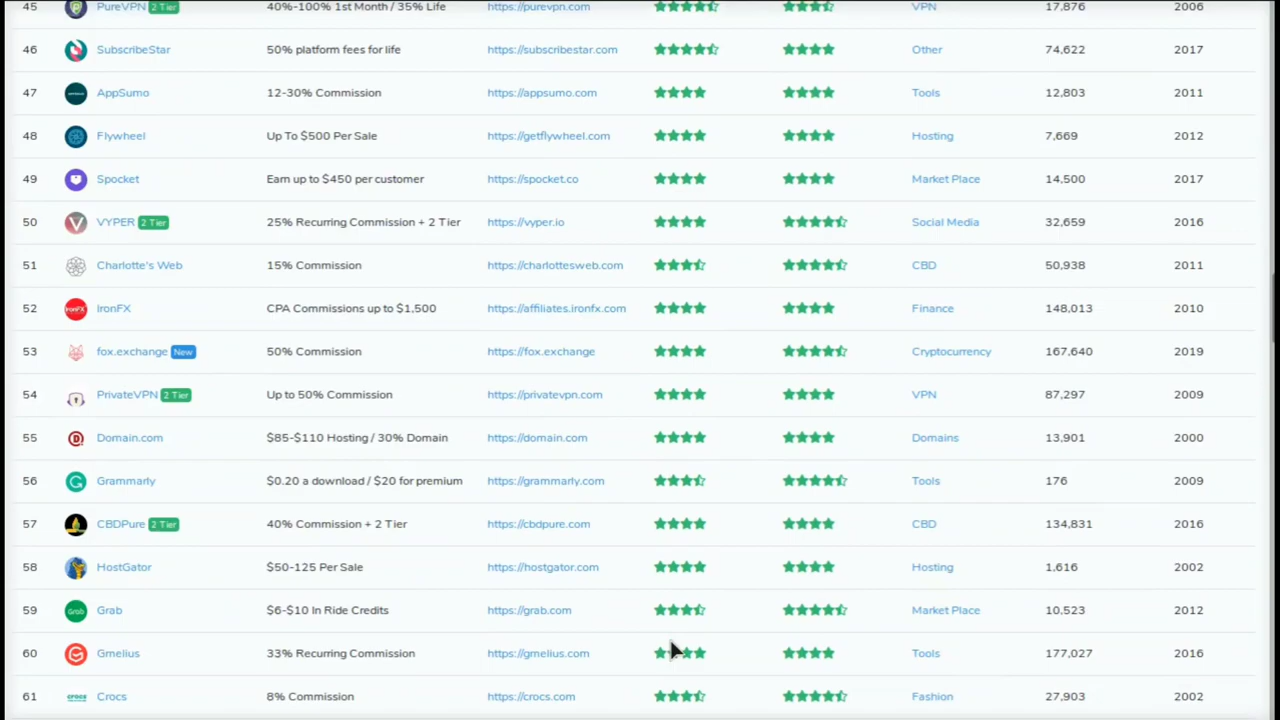 45 PureVPN 2 Tier 40%-100% 1st Month / 35% Life https://purevpn.com VPN 17,876 2006
46 SubscribeStar 50% platform fees for life https://subscribestar.com Other 74,622 2017
47 AppSumo 12-30% Commission https://appsumo.com Tools 12,803 2011
48 Flywheel Up To $500 Per Sale https://getflywheel.com Hosting 7,669 2012
49 Spocket Earn up to $450 per customer https://spocket.co Market Place 14,500 2017
50 VYPER 2 Tier 25% Recurring Commission + 2 Tier https://vyper.io Social Media 32,659 2016
51 Charlotte's Web 15% Commission https://charlottesweb.com CBD 50,938 2011
52 IronFX IronFX CPA Commissions up to $1,500 https://affiliates.ironfx.com Finance 148,013 2010
53 fox.exchange New 50% Commission https://fox.exchange Cryptocurrency 167,640 2019
54 PrivateVPN 2 Tier Up to 50% Commission https://privatevpn.com VPN 87,297 2009
55 D Domain.com $85-$110 Hosting / 30% Domain https://domain.com Domains 13,901 2000
56 G Grammarly $0.20 a download / $20 for premium https://grammarly.com Tools 176 2009
57 CBDPure 2 Tier 40% Commission + 2 Tier https://cbdpure.com CBD 134,831 2016
58 HostGator $50-125 Per Sale https://hostgator.com Hosting 1,616 2002
59 Grab Grab $6-$10 In Ride Credits https://grab.com Market Place 10,523 2012
60 Gmelius 33% Recurring Commission https://gmelius.com Tools 177,027 2016
61 crocs Crocs 8% Commission https://crocs.com Fashion 27,903 2002